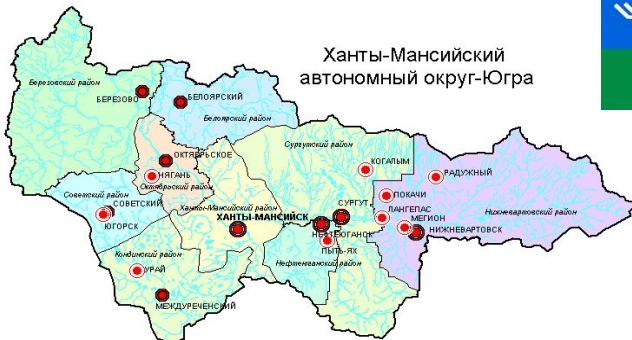 Ханты-Мансийский
автономный округ-Югра
Березовский район
БЕРЕЗОВО
БЕЛОЯРСКИЙ
Белоярский район
Сургутский район
ОКТЯБРЬСКОЕ
КОГАЛЫМ
РАДУЖНЫЙ
НЯГАНЬ
Октябрьский район
Советский район
СОВЕТСКИЙ
ПОКАЧИ
Ханты-Мансийский район
СУРГУТ
ЛАНГЕПАС
Нижневартовский район
ХАНТЫ-МАНСИЙСК
ЮГОРСК
МЕГИОН
НЕФТЕЮГАНСК
НИЖНЕВАРТОВСК
ПЫТЬ-ЯХ
Кондинский район
Нефтеюганский район
УРАЙ
МЕЖДУРЕЧЕНСКИЙ